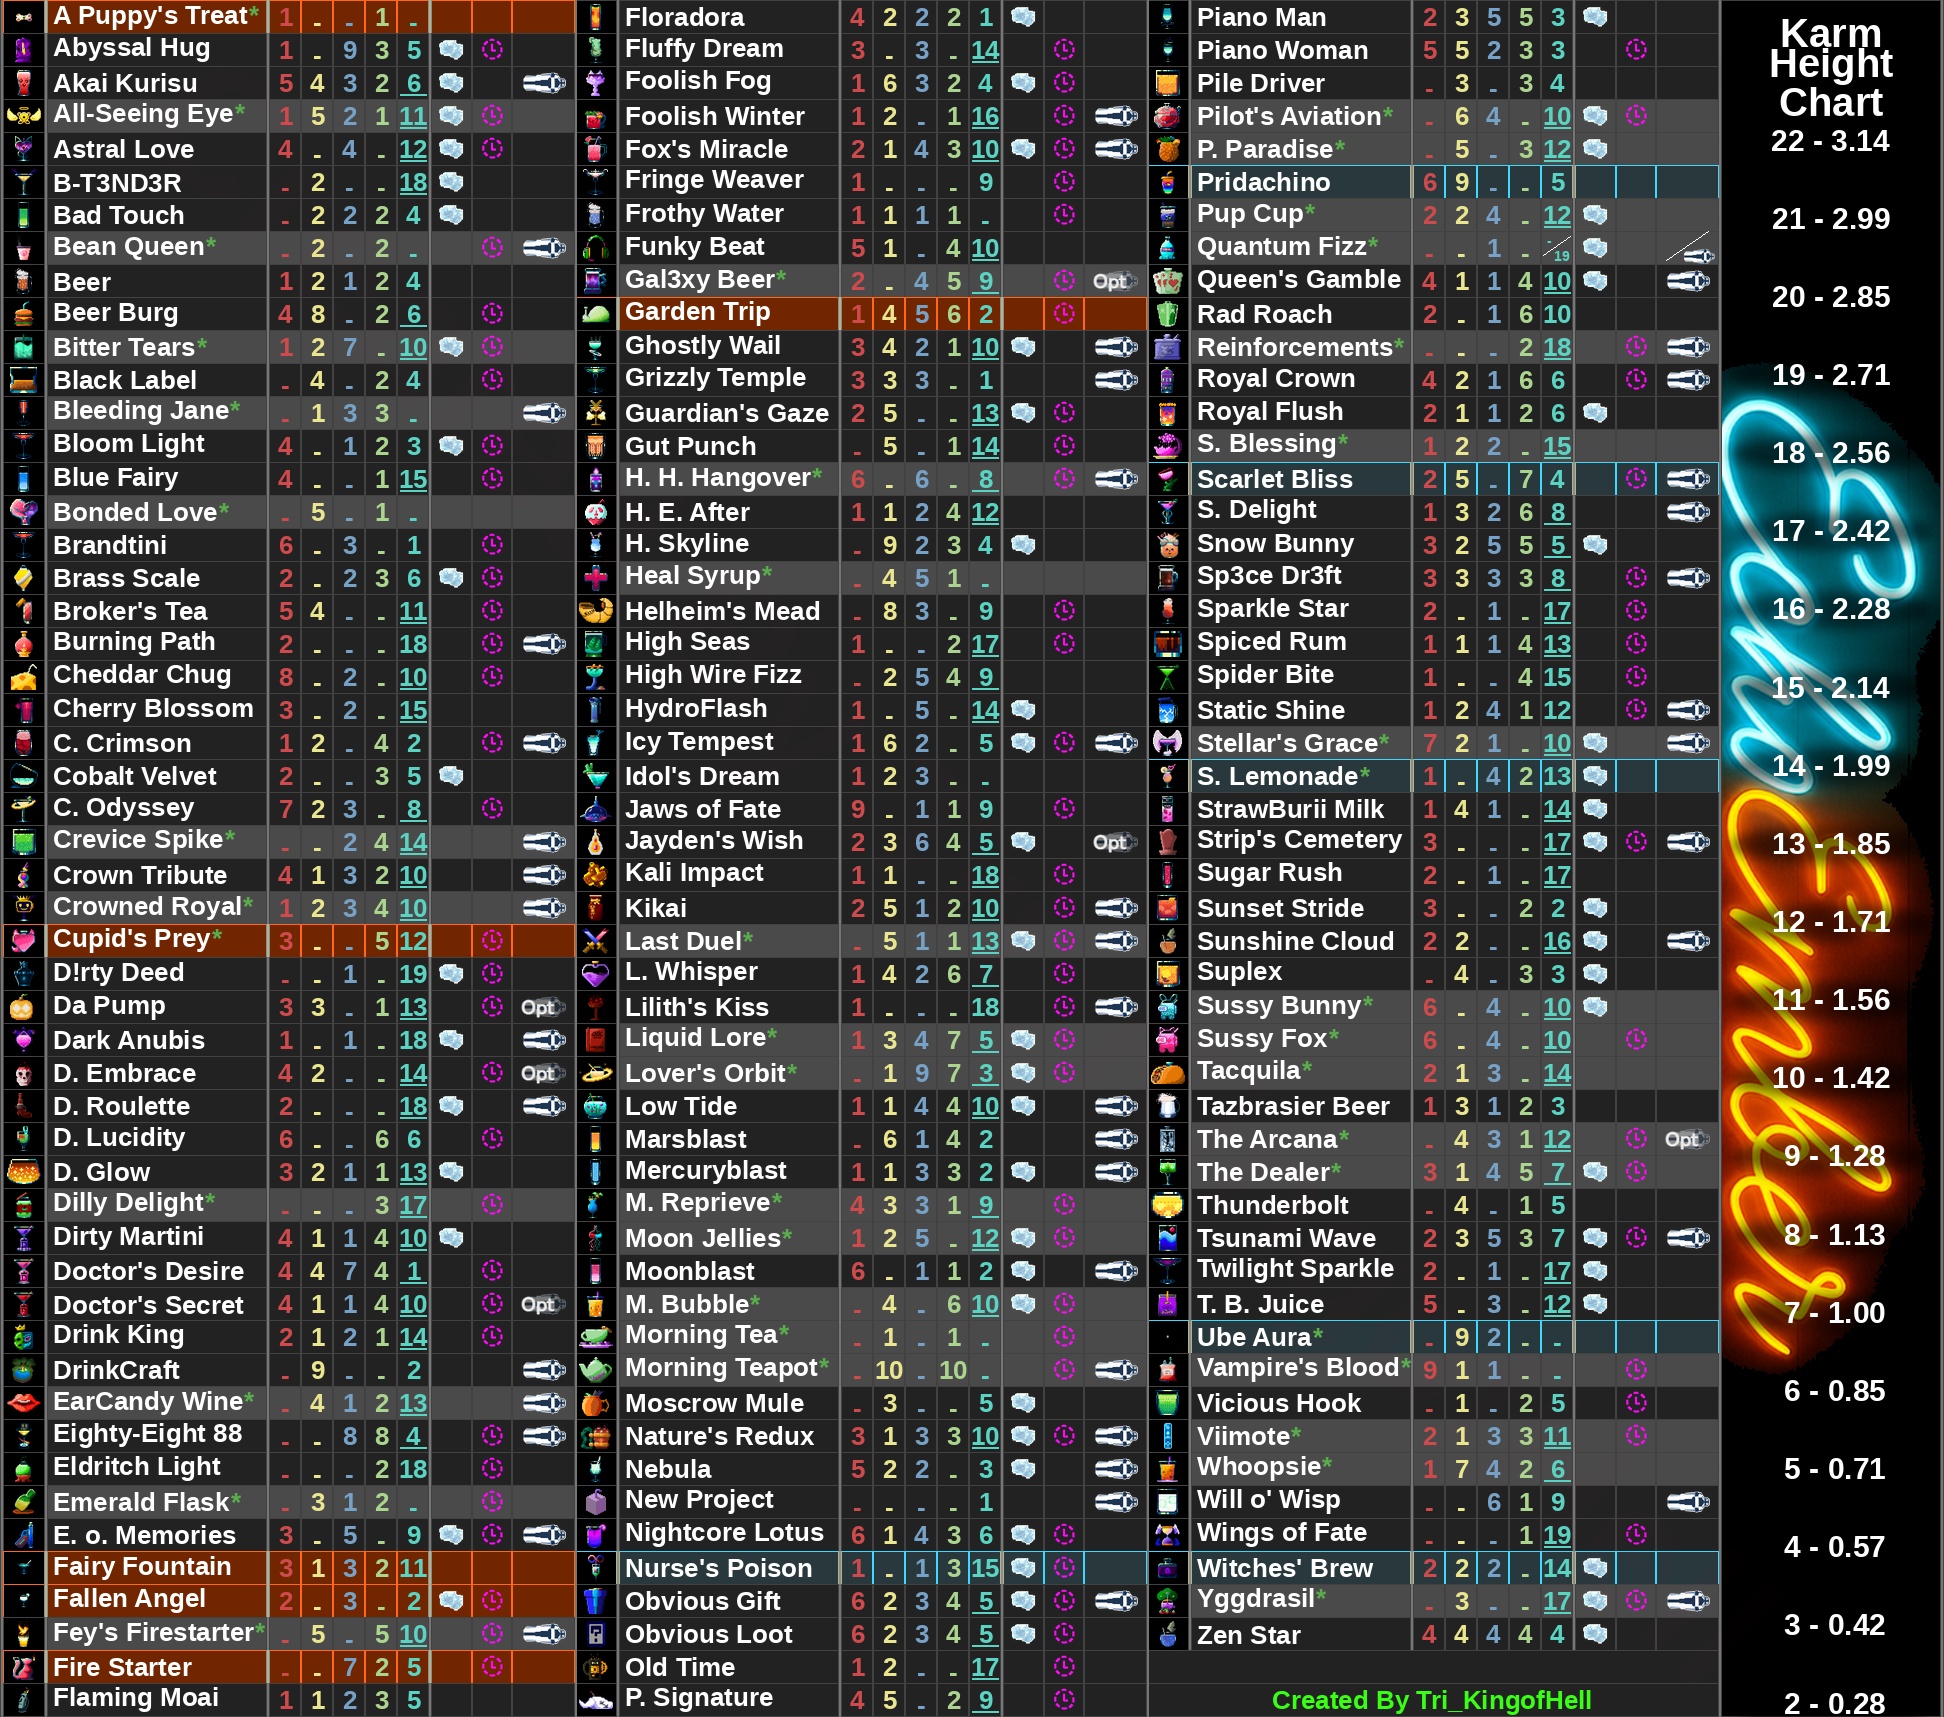 A Puppy's Treat* 1 - - 1 -
Abyssal Hug 1 - 9 3 5
Akai Kurisu 5 4 3 2 6
All-Seeing Eye* 1 5 2 1 11
Astral Love 4 - 4 - 12
B-T3ND3R - 2 - - 18
Bad Touch - 2 2 2 4
Bean Queen* - 2 - 2 -
Beer 1 2 1 2 4
Beer Burg 4 8 - 2 6
Bitter Tears* 1 2 7 - 10
Black Label - 4 - 2 4
Bleeding Jane* - 1 3 3 -
Bloom Light 4 - 1 2 3
Blue Fairy 4 - - 1 15
Bonded Love* - 5 - 1 -
Brandtini 6 - 3 - 1
Brass Scale 2 - 2 3 6
Broker's Tea 5 4 - - 11
Burning Path 2 - - - 18
Cheddar Chug 8 - 2 - 10
Cherry Blossom 3 - 2 - 15
C. Crimson 1 2 - 4 2
Cobalt Velvet 2 - - 3 5
C. Odyssey 7 2 3 - 8
Crevice Spike* - - 2 4 14
Crown Tribute 4 1 3 2 10
Crowned Royal* 1 2 3 4 10
Cupid's Prey* 3 - - 5 12
D!rty Deed - - 1 - 19
Da Pump 3 3 - 1 13 Opt
Dark Anubis 1 - 1 - 18
D. Embrace 4 2 - - 14 Opt
D. Roulette 2 - - - 18
D. Lucidity 6 - - 6 6
D. Glow 3 2 1 1 13
Dilly Delight* - - - 3 17
Dirty Martini 4 1 1 4 10
Doctor's Desire 4 4 7 4 1
Doctor's Secret 4 1 1 4 10 Opt
Drink King 2 1 2 1 14
DrinkCraft - 9 - - 2
EarCandy Wine* - 4 1 2 13
Eighty-Eight 88 - - 8 8 4
Eldritch Light - - - 2 18
Emerald Flask* - 3 1 2 -
E. o. Memories 3 - 5 - 9
Fairy Fountain 3 1 3 2 11
Fallen Angel 2 - 3 - 2
Fey's Firestarter* - 5 - 5 10
Fire Starter - - 7 2 5
Flaming Moai 1 1 2 3 5
Floradora 4 2 2 2 1
Fluffy Dream 3 - 3 - 14
Foolish Fog 1 6 3 2 4
Foolish Winter 1 2 - 1 16
Fox's Miracle 2 1 4 3 10
Fringe Weaver 1 - - - 9
Frothy Water 1 1 1 1 -
Funky Beat 5 1 - 4 10
Gal3xy Beer* 2 - 4 5 9 Opt
Garden Trip 1 4 5 6 2
Ghostly Wail 3 4 2 1 10
Grizzly Temple 3 3 3 - 1
Guardian's Gaze 2 5 - - 13
Gut Punch - 5 - 1 14
H. H. Hangover* 6 - 6 - 8
H. E. After 1 1 2 4 12
H. Skyline - 9 2 3 4
Heal Syrup* - 4 5 1 -
Helheim's Mead - 8 3 - 9
High Seas 1 - - 2 17
High Wire Fizz - 2 5 4 9
HydroFlash 1 - 5 - 14
Icy Tempest 1 6 2 - 5
Idol's Dream 1 2 3 - -
Jaws of Fate 9 - 1 1 9
Jayden's Wish 2 3 6 4 5 Opt
Kali Impact 1 1 - - 18
Kikai 2 5 1 2 10
Last Duel* - 5 1 1 13
L. Whisper 1 4 2 6 7
Lilith's Kiss 1 - - - 18
Liquid Lore* 1 3 4 7 5
Lover's Orbit* - 1 9 7 3
Low Tide 1 1 4 4 10
Marsblast - 6 1 4 2
Mercuryblast 1 1 3 3 2
M. Reprieve* 4 3 3 1 9
Moon Jellies* 1 2 5 - 12
Moonblast 6 - 1 1 2
M. Bubble* - 4 - 6 10
Morning Tea* - 1 - 1 -
Morning Teapot* - 10 - 10 -
Moscrow Mule - 3 - - 5
Nature's Redux 3 1 3 3 10
Nebula 5 2 2 - 3
New Project - - - - 1
Nightcore Lotus 6 1 4 3 6
Nurse's Poison 1 - 1 3 15
Obvious Gift 6 2 3 4 5
Obvious Loot 6 2 3 4 5
Old Time 1 2 - - 17
P. Signature 4 5 - 2 9
Piano Man 2 3 5 5 3
Piano Woman 5 5 2 3 3
Pile Driver - 3 - 3 4
Pilot's Aviation* - 6 4 - 10
P. Paradise* - 5 - 3 12
Pridachino 6 9 - - 5
Pup Cup* 2 2 4 - 12
Quantum Fizz* - - 1 - -/19
Queen's Gamble 4 1 1 4 10
Rad Roach 2 - 1 6 10
Reinforcements* - - - 2 18
Royal Crown 4 2 1 6 6
Royal Flush 2 1 1 2 6
S. Blessing* 1 2 2 - 15
Scarlet Bliss 2 5 - 7 4
S. Delight 1 3 2 6 8
Snow Bunny 3 2 5 5 5
Sp3ce Dr3ft 3 3 3 3 8
Sparkle Star 2 - 1 - 17
Spiced Rum 1 1 1 4 13
Spider Bite 1 - - 4 15
Static Shine 1 2 4 1 12
Stellar's Grace* 7 2 1 - 10
S. Lemonade* 1 - 4 2 13
StrawBurii Milk 1 4 1 - 14
Strip's Cemetery 3 - - - 17
Sugar Rush 2 - 1 - 17
Sunset Stride 3 - - 2 2
Sunshine Cloud 2 2 - - 16
Suplex - 4 - 3 3
Sussy Bunny* 6 - 4 - 10
Sussy Fox* 6 - 4 - 10
Tacquila* 2 1 3 - 14
Tazbrasier Beer 1 3 1 2 3
The Arcana* - 4 3 1 12 Opt
The Dealer* 3 1 4 5 7
Thunderbolt - 4 - 1 5
Tsunami Wave 2 3 5 3 7
Twilight Sparkle 2 - 1 - 17
T. B. Juice 5 - 3 - 12
Ube Aura* - 9 2 - -
Vampire's Blood* 9 1 1 - -
Vicious Hook - 1 - 2 5
Viimote* 2 1 3 3 11
Whoopsie* 1 7 4 2 6
Will o' Wisp - - 6 1 9
Wings of Fate - - - 1 19
Witches' Brew 2 2 2 - 14
Yggdrasil* - 3 - - 17
Zen Star 4 4 4 4 4
Created By Tri_KingofHell
Karm
Height
Chart
22 - 3.14
21 - 2.99
20 - 2.85
19 - 2.71
18 - 2.56
17 - 2.42
16 - 2.28
15 - 2.14
14 - 1.99
13 - 1.85
12 - 1.71
11 - 1.56
10 - 1.42
9 - 1.28
8 - 1.13
7 - 1.00
6 - 0.85
5 - 0.71
4 - 0.57
3 - 0.42
2 - 0.28